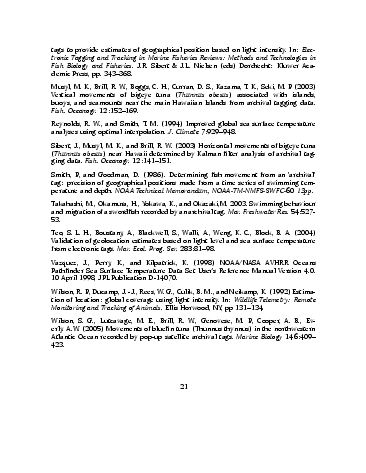 tags to provide estimates of geographical position based on light intensity. In: Elec-
tronic Tagging and Tracking in Marine Fisheries Reviews: Methods and Technologies in
Fish Biology and Fisheries. J.R. Sibert & J.L. Nielsen (eds) Dordrecht: Kluwer Aca-
demic Press, pp. 343–368.
Musyl, M. K., Brill, R. W., Boggs, C. H., Curran, D. S., Kazama, T. K., Seki, M. P. (2003)
Vertical movements of bigeye tuna (Thunnus obesus) associated with islands,
buoys, and seamounts near the main Hawaiian Islands from archival tagging data.
Fish. Oceanogr. 12:152–169.
Reynolds, R. W., and Smith, T. M. (1994) Improved global sea surface temperature
analyses using optimal interpolation. J. Climate 7:929–948.
Sibert, J., Musyl, M. K., and Brill, R. W. (2003) Horizontal movements of bigeye tuna
(Thunnus obesus) near Hawaii determined by Kalman filter analysis of archival tag-
ging data. Fish. Oceanogr. 12:141–151.
Smith, P., and Goodman, D. (1986). Determining fish movement from an 'archival'
tag: precision of geographical positions made from a time series of swimming tem-
perature and depth. NOAA Technical Memorandum, NOAA-TM-NMFS-SWFC-60 13pp.
Takahashi, M., Okamura, H., Yokawa, K., and Okazaki, M. 2003. Swimming behaviour
and migration of a swordfish recorded by an archival tag. Mar. Freshwater Res. 54:527-
53.
Teo, S. L. H., Boustany, A., Blackwell, S., Walli, A., Weng, K. C., Block, B. A. (2004)
Validation of geolocation estimates based on light level and sea surface temperature
from electronic tags. Mar. Ecol. Prog. Ser. 283:81–98.
Vazquez, J., Perry, K., and Kilpatrick, K. (1998) NOAA/NASA AVHRR Oceans
Pathfinder Sea Surface Temperature Data Set User's Reference Manual Version 4.0.
10 April 1998; JPL Publication D-14070.
Wilson, R. P., Ducamp, J.-J., Rees, W. G., Culik, B. M., and Neikamp, K. (1992) Estima-
tion of location: global coverage using light intensity. In: Wildlife Telemetry: Remote
Monitoring and Tracking of Animals. Ellis Horwood, NY, pp 131–134.
Wilson, S. G., Lutcavage, M. E., Brill, R. W., Genovese, M. P., Cooper, A. B., Ev-
erly A.W. (2005) Movements of bluefin tuna (Thunnus thynnus) in the northwestern
Atlantic Ocean recorded by pop-up satellite archival tags. Marine Biology 146:409–
423.
21